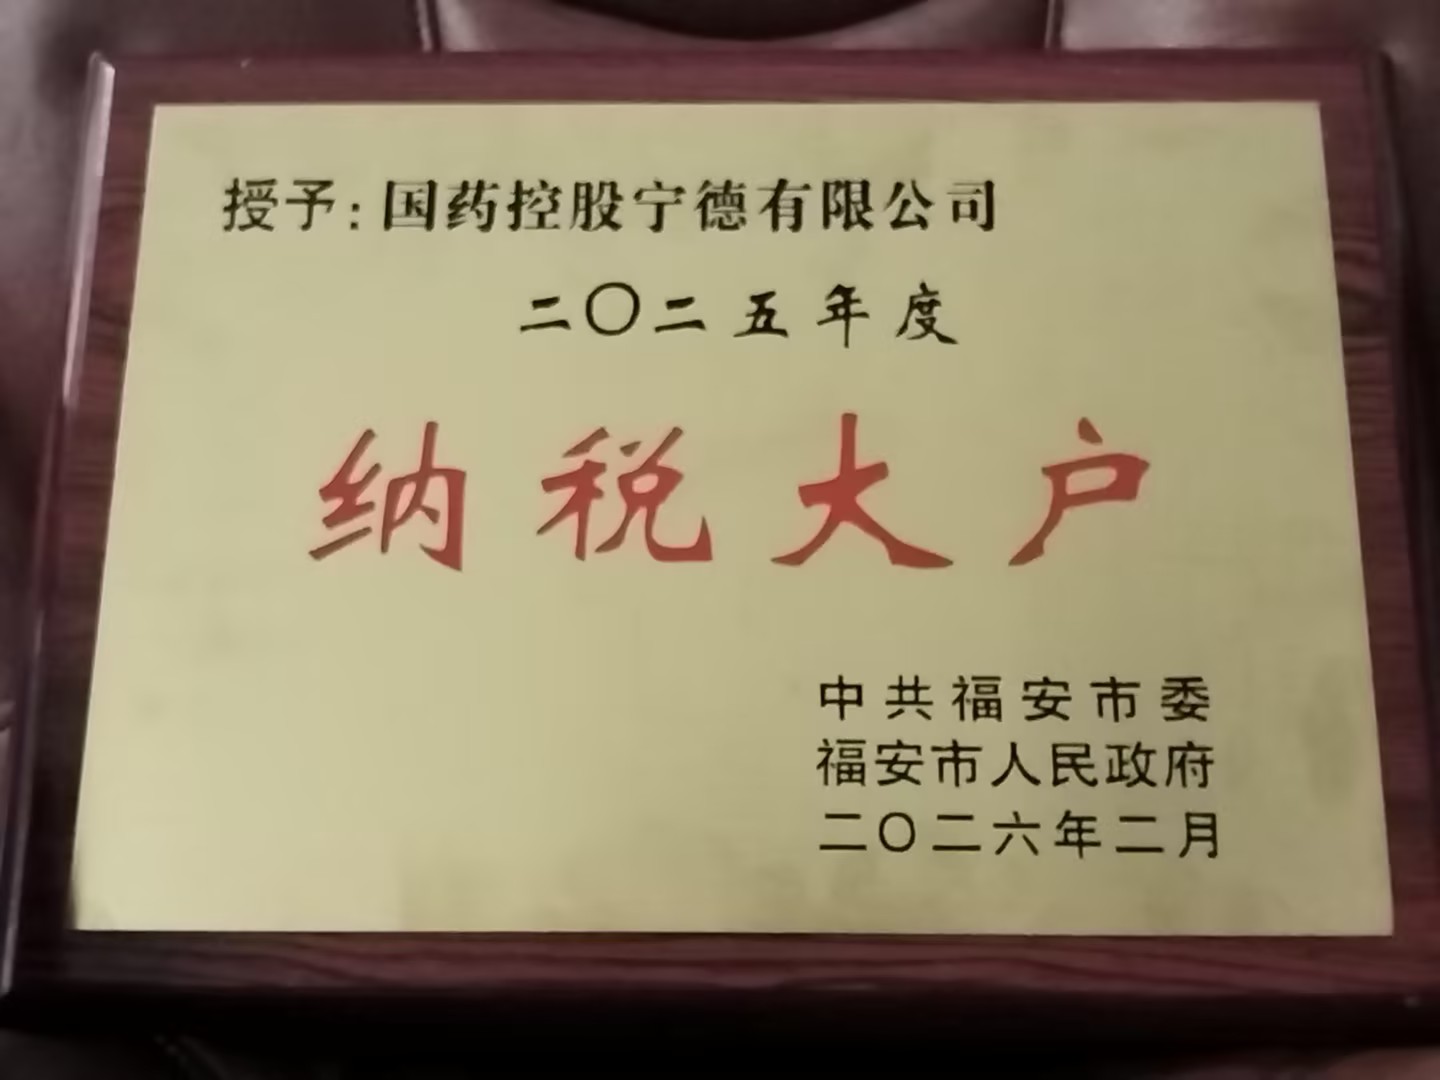 授予:国药控股宁德有限公司
二〇二五年度
纳税大户
中共福安市委
福安市人民政府
二〇二六年二月